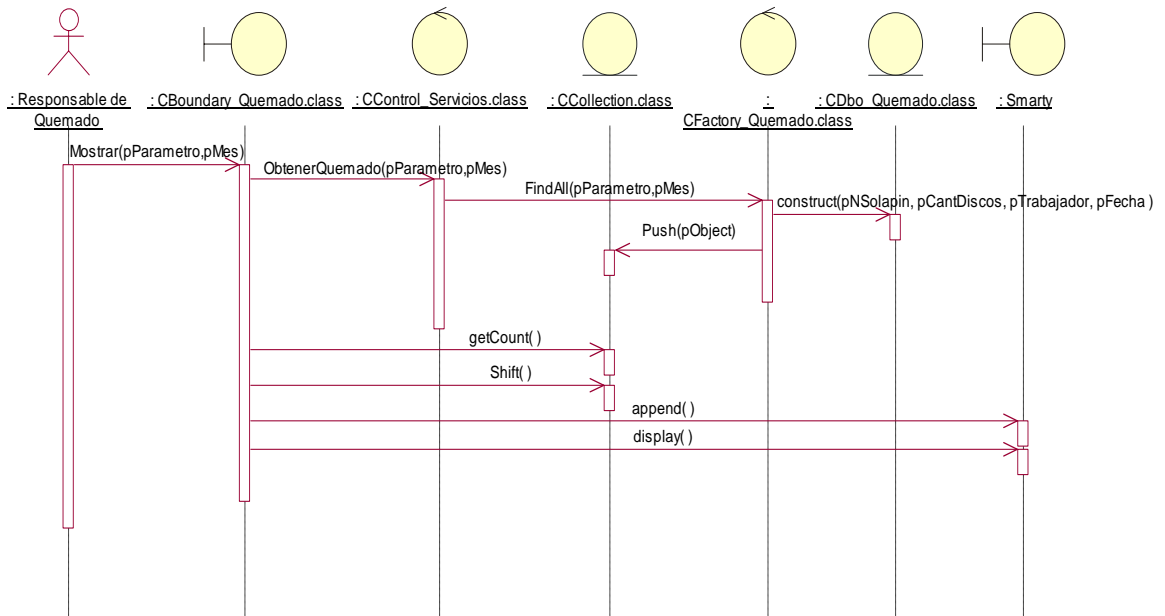 : Responsable de
Quemado
: CBoundary_Quemado.class
: CControl_Servicios.class
: CCollection.class
:
CFactory_Quemado.class
: CDbo_Quemado.class
: Smarty
Mostrar(pParametro,pMes)
ObtenerQuemado(pParametro,pMes)
FindAll(pParametro,pMes)
construct(pNSolapin, pCantDiscos, pTrabajador, pFecha )
Push(pObject)
getCount( )
Shift( )
append( )
display( )